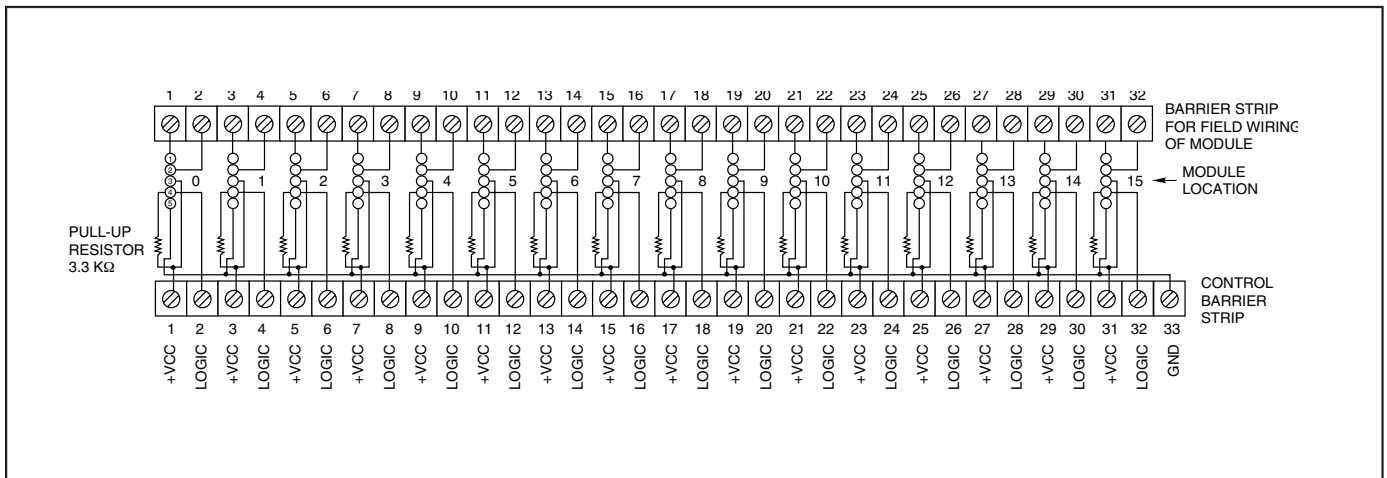 1 2 3 4 5 6 7 8 9 10 11 12 13 14 15 16 17 18 19 20 21 22 23 24 25 26 27 28 29 30 31 32
BARRIER STRIP
FOR FIELD WIRING
OF MODULE
1
2
3
4
5
0 1 2 3 4 5 6 7 8 9 10 11 12 13 14 15
MODULE
LOCATION
PULL-UP
RESISTOR
3.3 KΩ
CONTROL
BARRIER
STRIP
1 2 3 4 5 6 7 8 9 10 11 12 13 14 15 16 17 18 19 20 21 22 23 24 25 26 27 28 29 30 31 32 33
+VCC LOGIC +VCC LOGIC +VCC LOGIC +VCC LOGIC +VCC LOGIC +VCC LOGIC +VCC LOGIC +VCC LOGIC +VCC LOGIC +VCC LOGIC +VCC LOGIC +VCC LOGIC +VCC LOGIC +VCC LOGIC +VCC LOGIC +VCC LOGIC GND